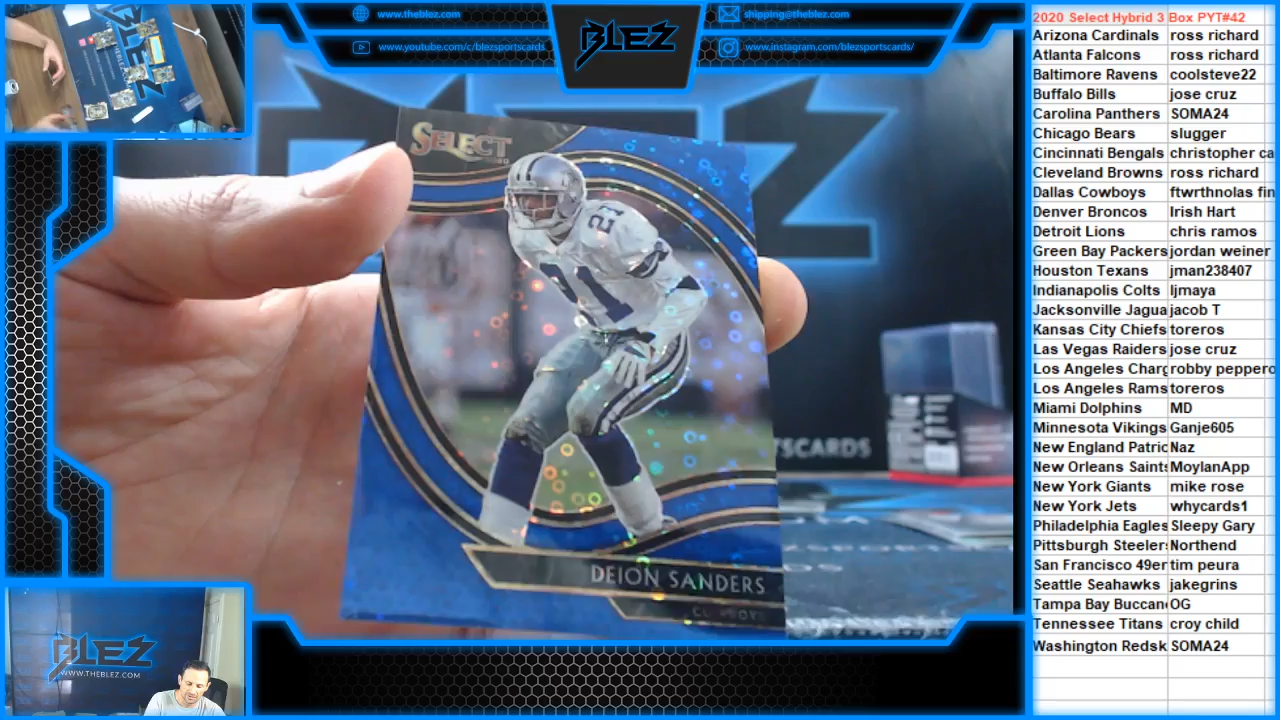 www.theblez.com
www.youtube.com/c/blezsportscards
BLEZ
shipping@theblez.com
www.instagram.com/blezsportscards/
SELECT
21
21
DEION SANDERS
COWBOYS
TSCARDS
BLEZ
WWW.THEBLEZ.COM
2020 Select Hybrid 3 Box PYT#42
Arizona Cardinals ross richard
Atlanta Falcons ross richard
Baltimore Ravens coolsteve22
Buffalo Bills jose cruz
Carolina Panthers SOMA24
Chicago Bears slugger
Cincinnati Bengals christopher ca
Cleveland Browns ross richard
Dallas Cowboys ftwrthnolas fin
Denver Broncos Irish Hart
Detroit Lions chris ramos
Green Bay Packers jordan weiner
Houston Texans jman238407
Indianapolis Colts ljmaya
Jacksonville Jagua jacob T
Kansas City Chiefs toreros
Las Vegas Raiders jose cruz
Los Angeles Charg robby peppero
Los Angeles Rams toreros
Miami Dolphins MD
Minnesota Vikings Ganje605
New England Patric Naz
New Orleans Saints MoylanApp
New York Giants mike rose
New York Jets whycards1
Philadelphia Eagles Sleepy Gary
Pittsburgh Steelers Northend
San Francisco 49er tim peura
Seattle Seahawks jakegrins
Tampa Bay Buccan OG
Tennessee Titans croy child
Washington Redsk SOMA24